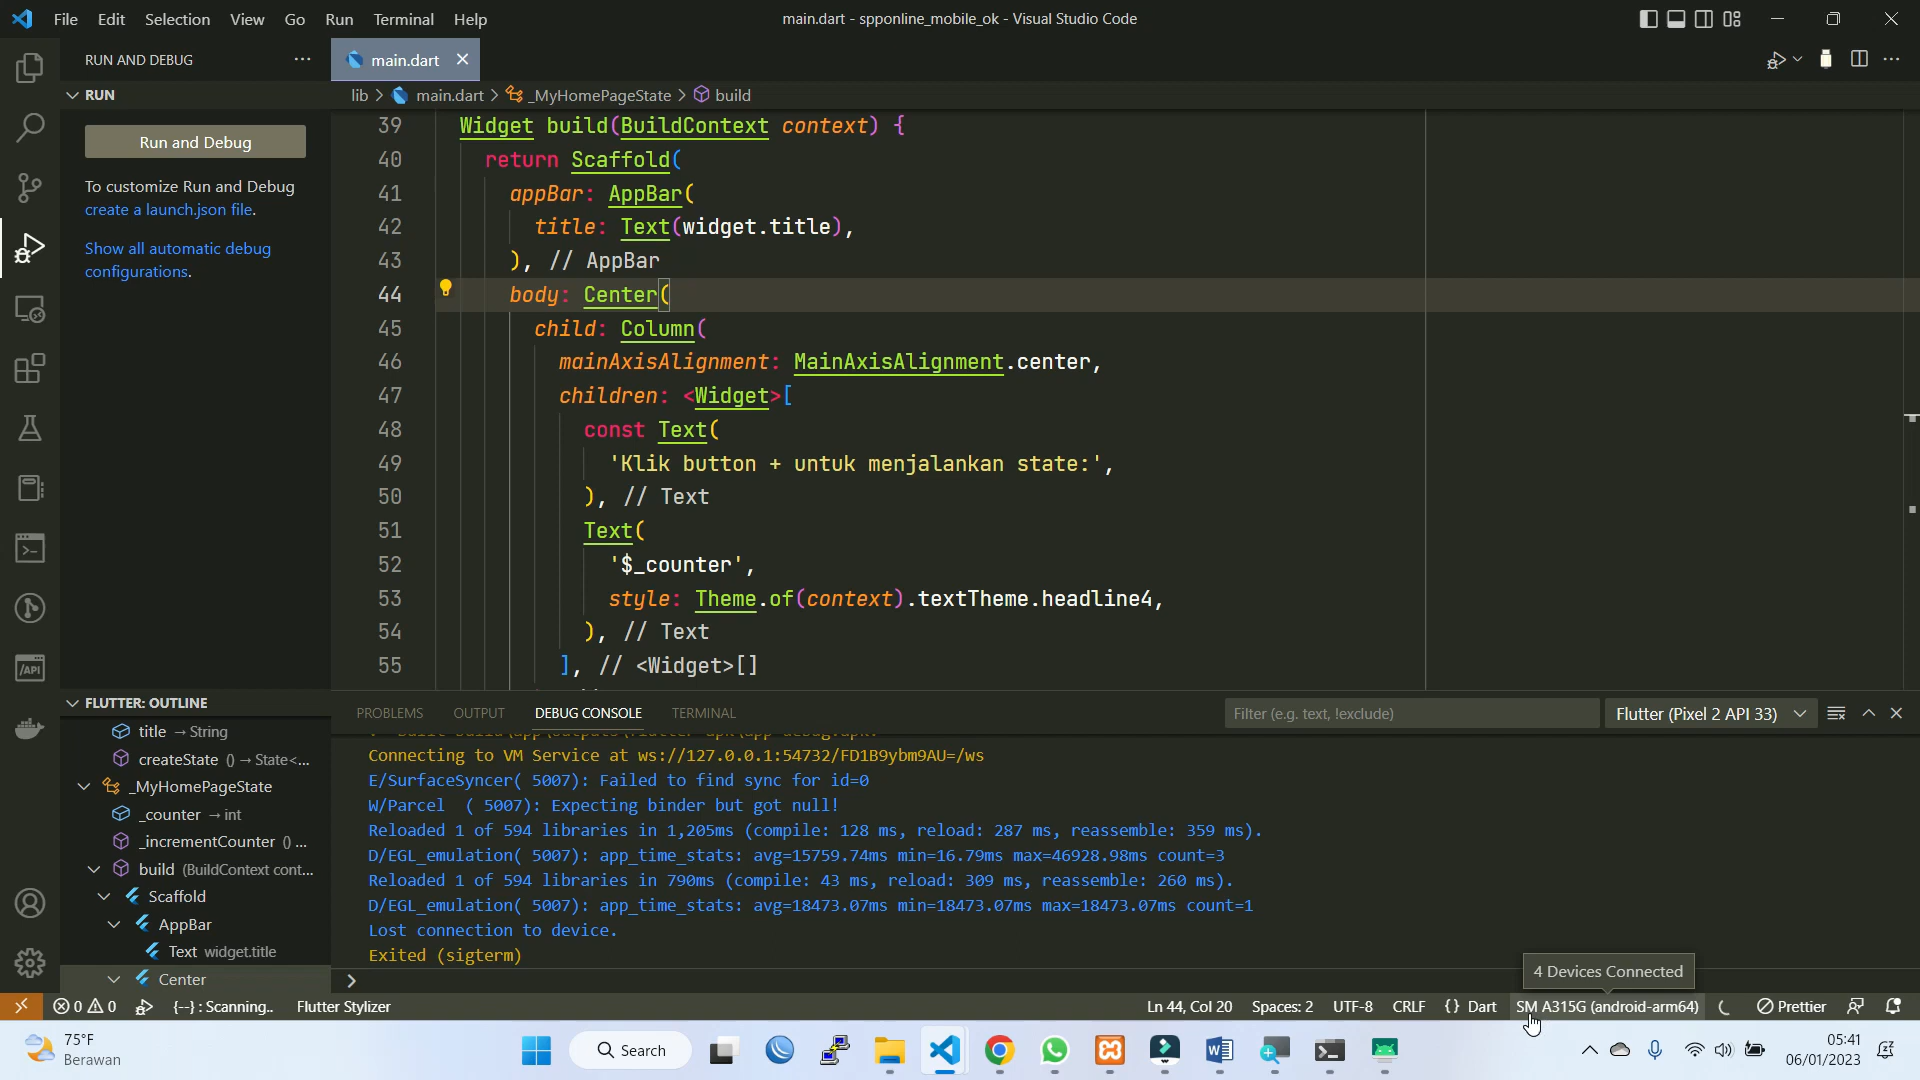 File Edit Selection View Go Run Terminal Help
main.dart - spponline_mobile_ok - Visual Studio Code
RUN AND DEBUG
main.dart
RUN
lib > main.dart > _MyHomePageState > build
Run and Debug
To customize Run and Debug
create a launch.json file.
Show all automatic debug
configurations.
39 Widget build(BuildContext context) {
40 return Scaffold(
41 appBar: AppBar(
42 title: Text(widget.title),
43 ), // AppBar
44 body: Center(
45 child: Column(
46 mainAxisAlignment: MainAxisAlignment.center,
47 children: <Widget>[
48 const Text(
49 'Klik button + untuk menjalankan state:',
50 ), // Text
51 Text(
52 '$_counter',
53 style: Theme.of(context).textTheme.headline4,
54 ), // Text
55 ], // <Widget>[]
FLUTTER: OUTLINE
title → String
createState () → State<...
_MyHomePageState
_counter → int
_incrementCounter () ...
build (BuildContext cont...
Scaffold
AppBar
Text widget.title
Center
PROBLEMS OUTPUT DEBUG CONSOLE TERMINAL
Filter (e.g. text, !exclude)
Flutter (Pixel 2 API 33)
Connecting to VM Service at ws://127.0.0.1:54732/FD1B9ybm9AU=/ws
E/SurfaceSyncer( 5007): Failed to find sync for id=0
W/Parcel  ( 5007): Expecting binder but got null!
Reloaded 1 of 594 libraries in 1,205ms (compile: 128 ms, reload: 287 ms, reassemble: 359 ms).
D/EGL_emulation( 5007): app_time_stats: avg=15759.74ms min=16.79ms max=46928.98ms count=3
Reloaded 1 of 594 libraries in 790ms (compile: 43 ms, reload: 309 ms, reassemble: 260 ms).
D/EGL_emulation( 5007): app_time_stats: avg=18473.07ms min=18473.07ms max=18473.07ms count=1
Lost connection to device.
Exited (sigterm)
4 Devices Connected
0 0 {--} : Scanning.. Flutter Stylizer
Ln 44, Col 20 Spaces: 2 UTF-8 CRLF {} Dart SM A315G (android-arm64) Prettier
/API
75°F
Berawan
Search
05:41
06/01/2023